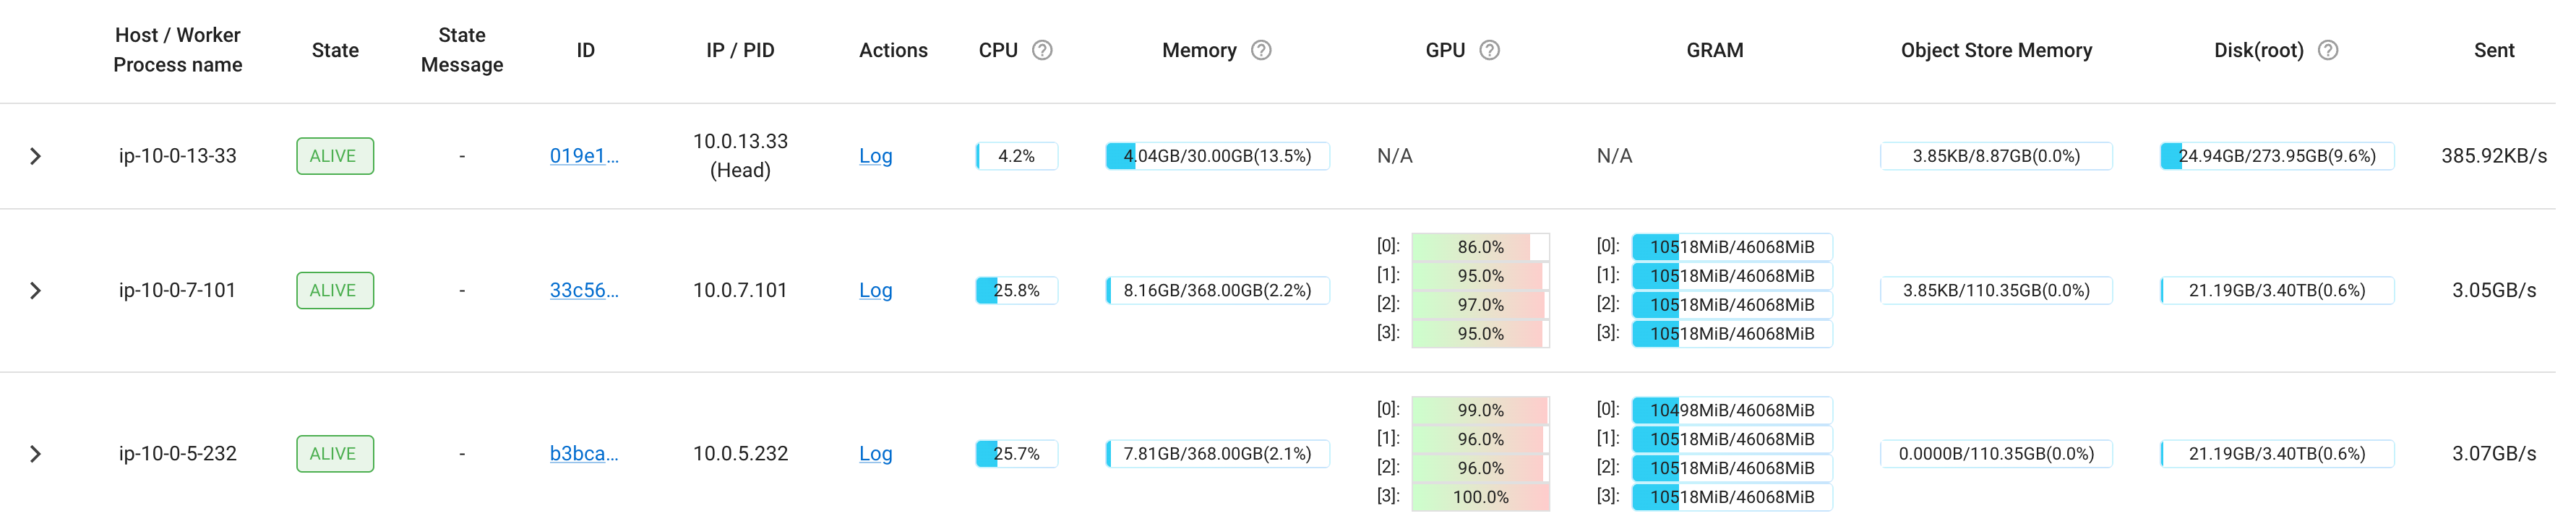 Host / Worker Process name State State Message ID IP / PID Actions CPU ? Memory ? GPU ? GRAM Object Store Memory Disk(root) ? Sent
ip-10-0-13-33 ALIVE - 019e1... 10.0.13.33 (Head) Log 4.2% 4.04GB/30.00GB(13.5%) N/A N/A 3.85KB/8.87GB(0.0%) 24.94GB/273.95GB(9.6%) 385.92KB/s
ip-10-0-7-101 ALIVE - 33c56... 10.0.7.101 Log 25.8% 8.16GB/368.00GB(2.2%)
[0]: 86.0% [0]: 10518MiB/46068MiB
[1]: 95.0% [1]: 10518MiB/46068MiB
[2]: 97.0% [2]: 10518MiB/46068MiB
[3]: 95.0% [3]: 10518MiB/46068MiB
3.85KB/110.35GB(0.0%) 21.19GB/3.40TB(0.6%) 3.05GB/s
ip-10-0-5-232 ALIVE - b3bca... 10.0.5.232 Log 25.7% 7.81GB/368.00GB(2.1%)
[0]: 99.0% [0]: 10498MiB/46068MiB
[1]: 96.0% [1]: 10518MiB/46068MiB
[2]: 96.0% [2]: 10518MiB/46068MiB
[3]: 100.0% [3]: 10518MiB/46068MiB
0.0000B/110.35GB(0.0%) 21.19GB/3.40TB(0.6%) 3.07GB/s